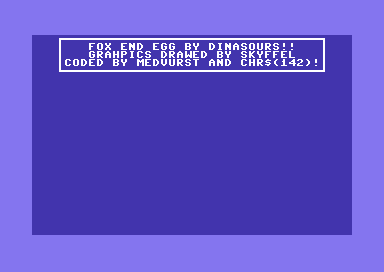 FOX END EGG BY DINASOURS!!
GRAHPICS DRAWED BY SKYFFEL
CODED BY MEDVURST AND CHR$(142)!